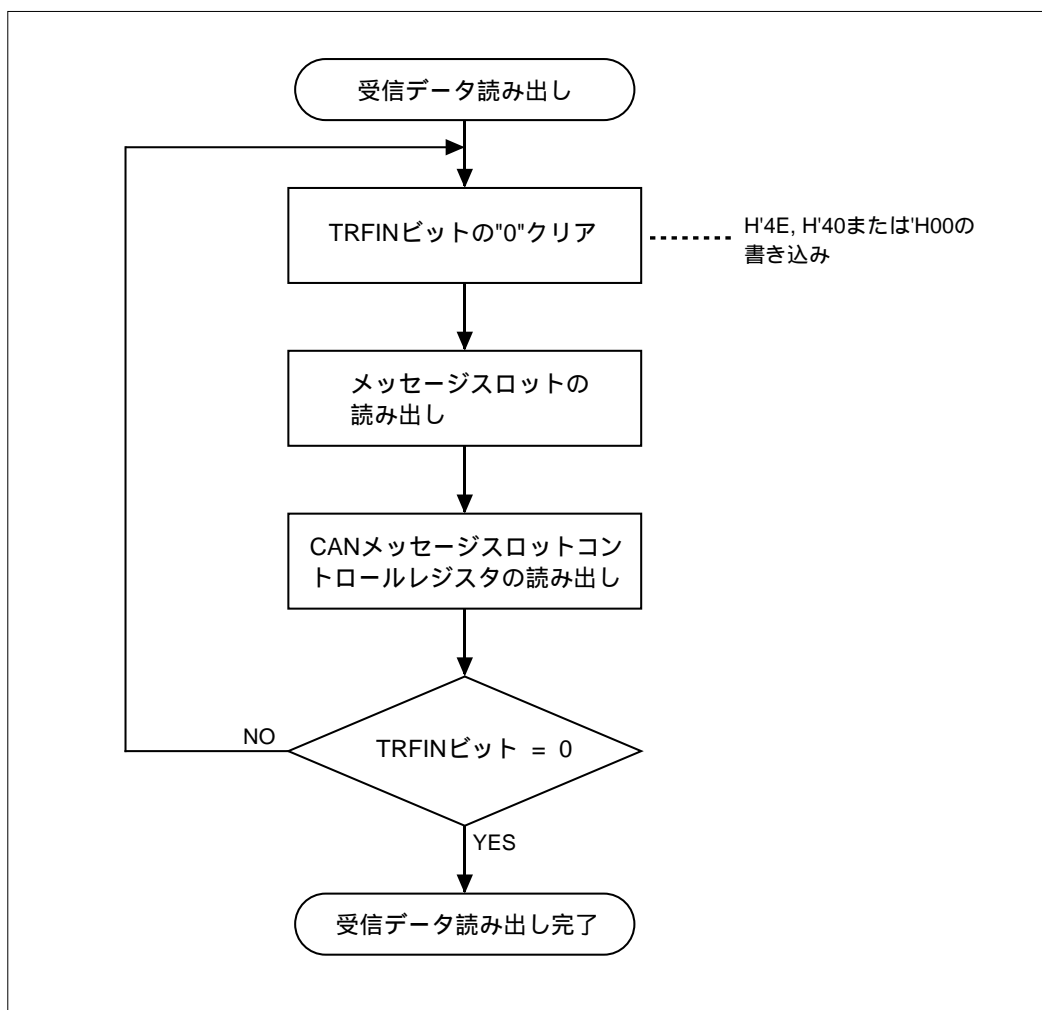 受信データ読み出し
TRFINビットの"0"クリア
H'4E, H'40または'H00の
書き込み
メッセージスロットの
読み出し
CANメッセージスロットコン
トロールレジスタの読み出し
NO
TRFINビット = 0
YES
受信データ読み出し完了